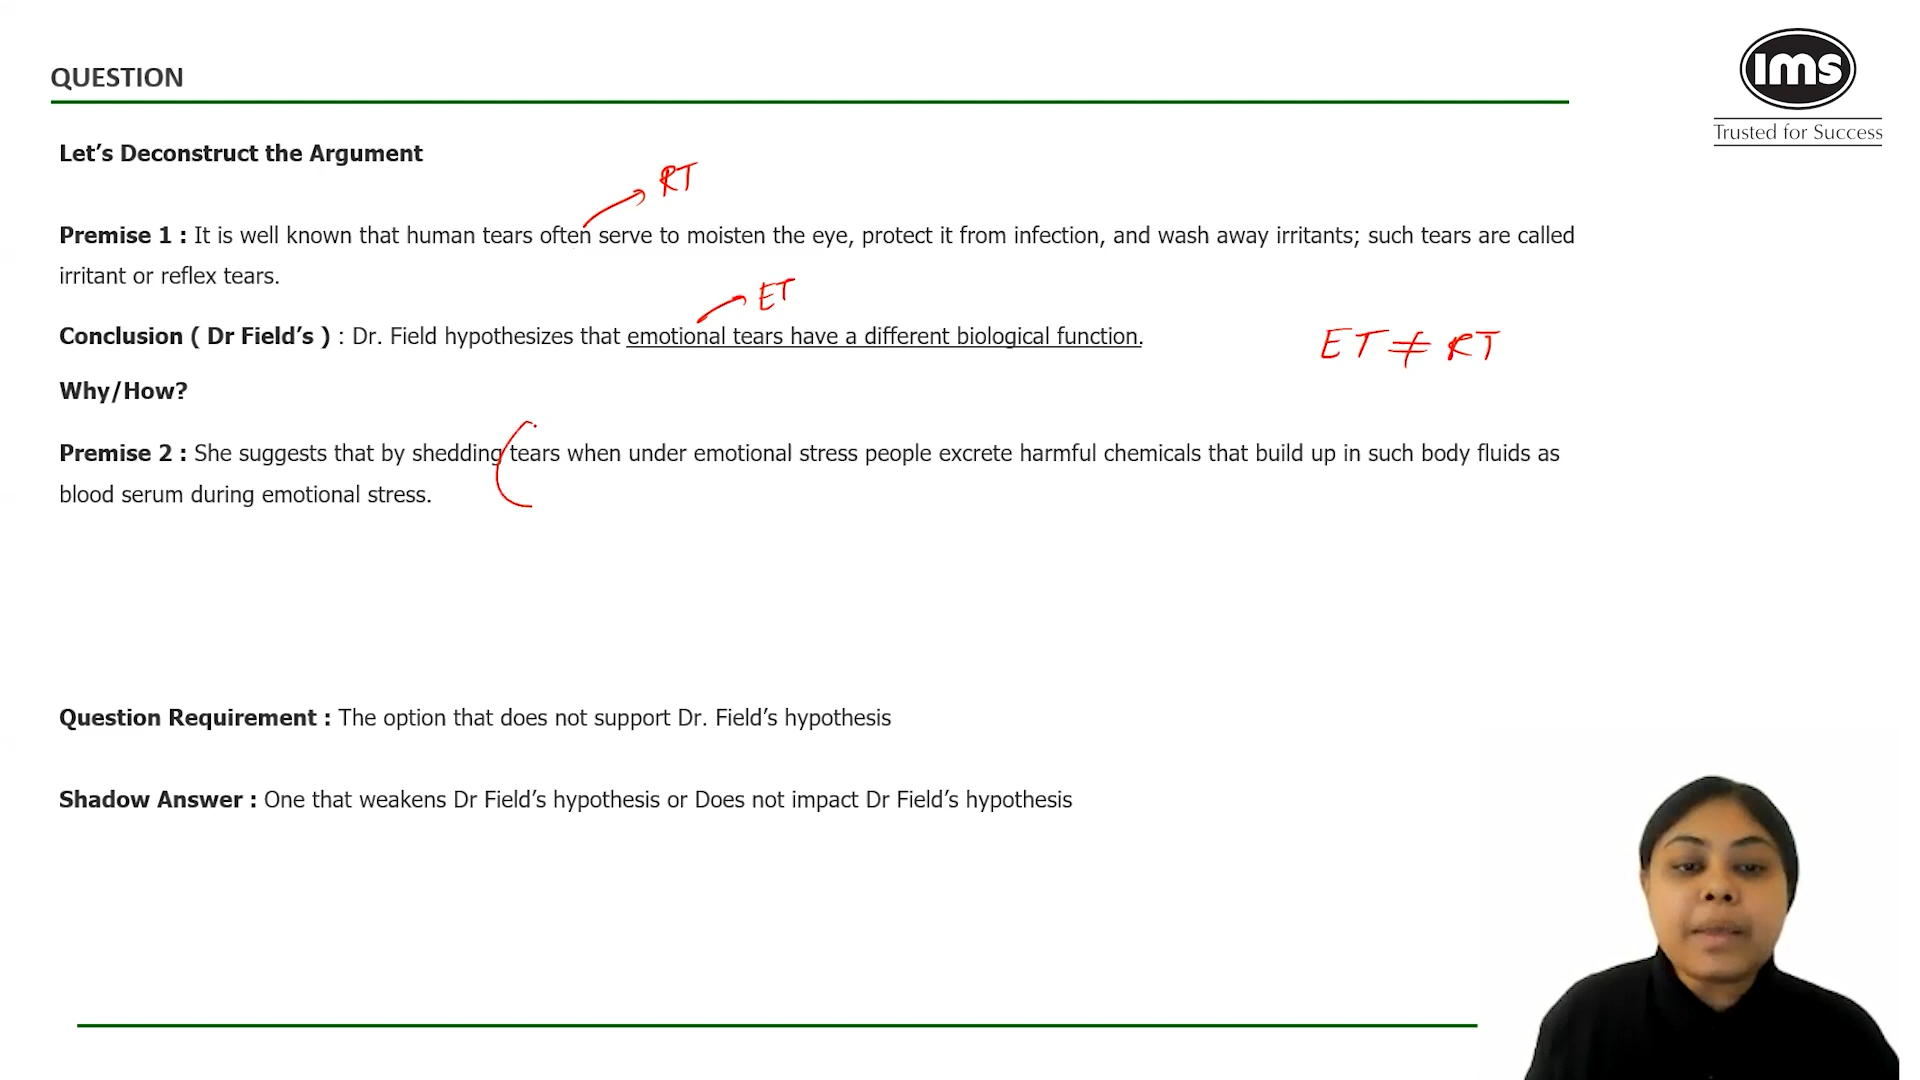 QUESTION
ims
Trusted for Success
Let's Deconstruct the Argument
RT
Premise 1 : It is well known that human tears often serve to moisten the eye, protect it from infection, and wash away irritants; such tears are called
irritant or reflex tears.
ET
Conclusion ( Dr Field's ) : Dr. Field hypothesizes that emotional tears have a different biological function.
ET ≠ RT
Why/How?
Premise 2 : She suggests that by shedding tears when under emotional stress people excrete harmful chemicals that build up in such body fluids as
blood serum during emotional stress.
Question Requirement : The option that does not support Dr. Field's hypothesis
Shadow Answer : One that weakens Dr Field's hypothesis or Does not impact Dr Field's hypothesis